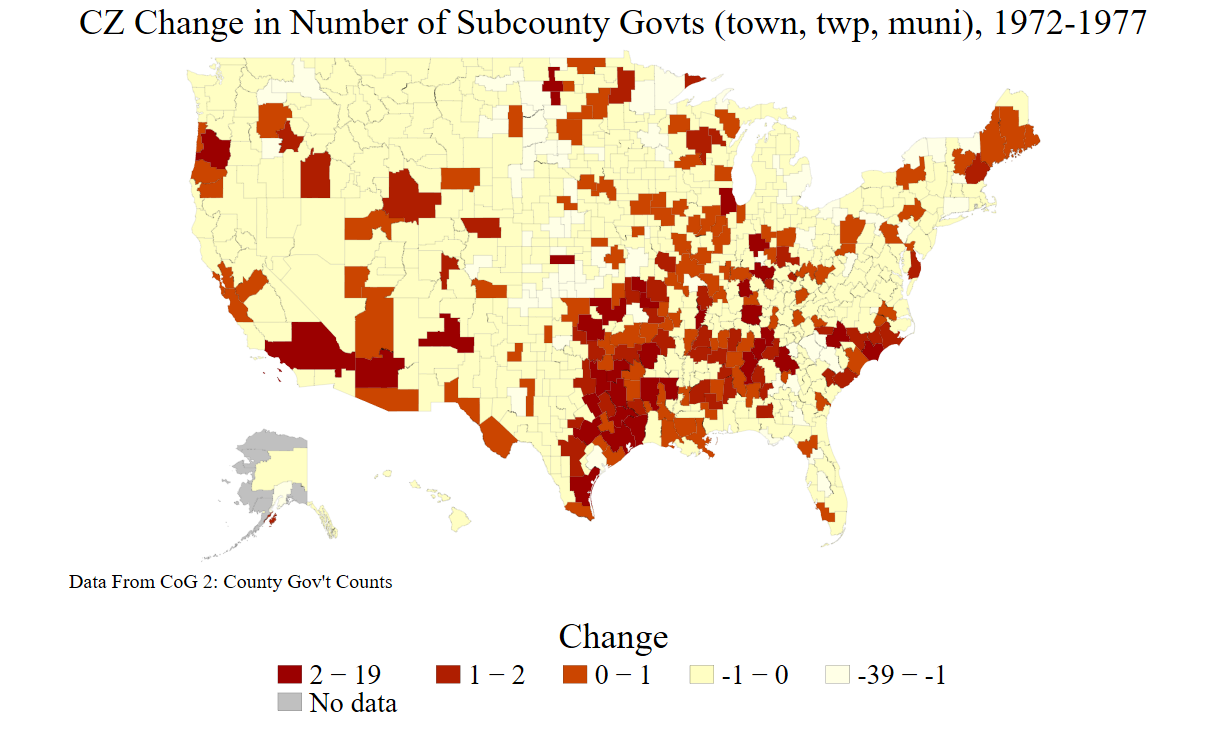 CZ Change in Number of Subcounty Govts (town, twp, muni), 1972-1977
Data From CoG 2: County Gov't Counts
Change
2 − 19 1 − 2 0 − 1 -1 − 0 -39 − -1
No data